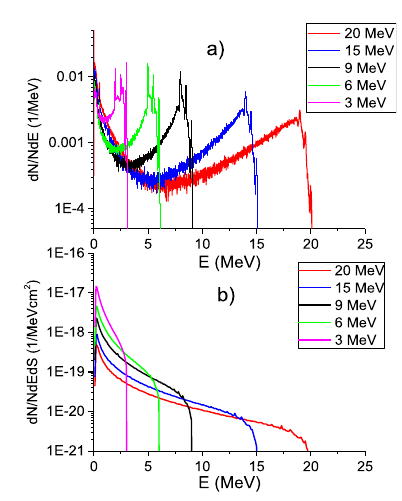 a)
20 MeV
15 MeV
9 MeV
6 MeV
3 MeV
dN/NdE (1/MeV)
0.01
0.001
1E-4
0 5 10 15 20 25
E (MeV)
b)
20 MeV
15 MeV
9 MeV
6 MeV
3 MeV
dN/NdEdS (1/MeVcm²)
1E-16
1E-17
1E-18
1E-19
1E-20
1E-21
0 5 10 15 20 25
E (MeV)